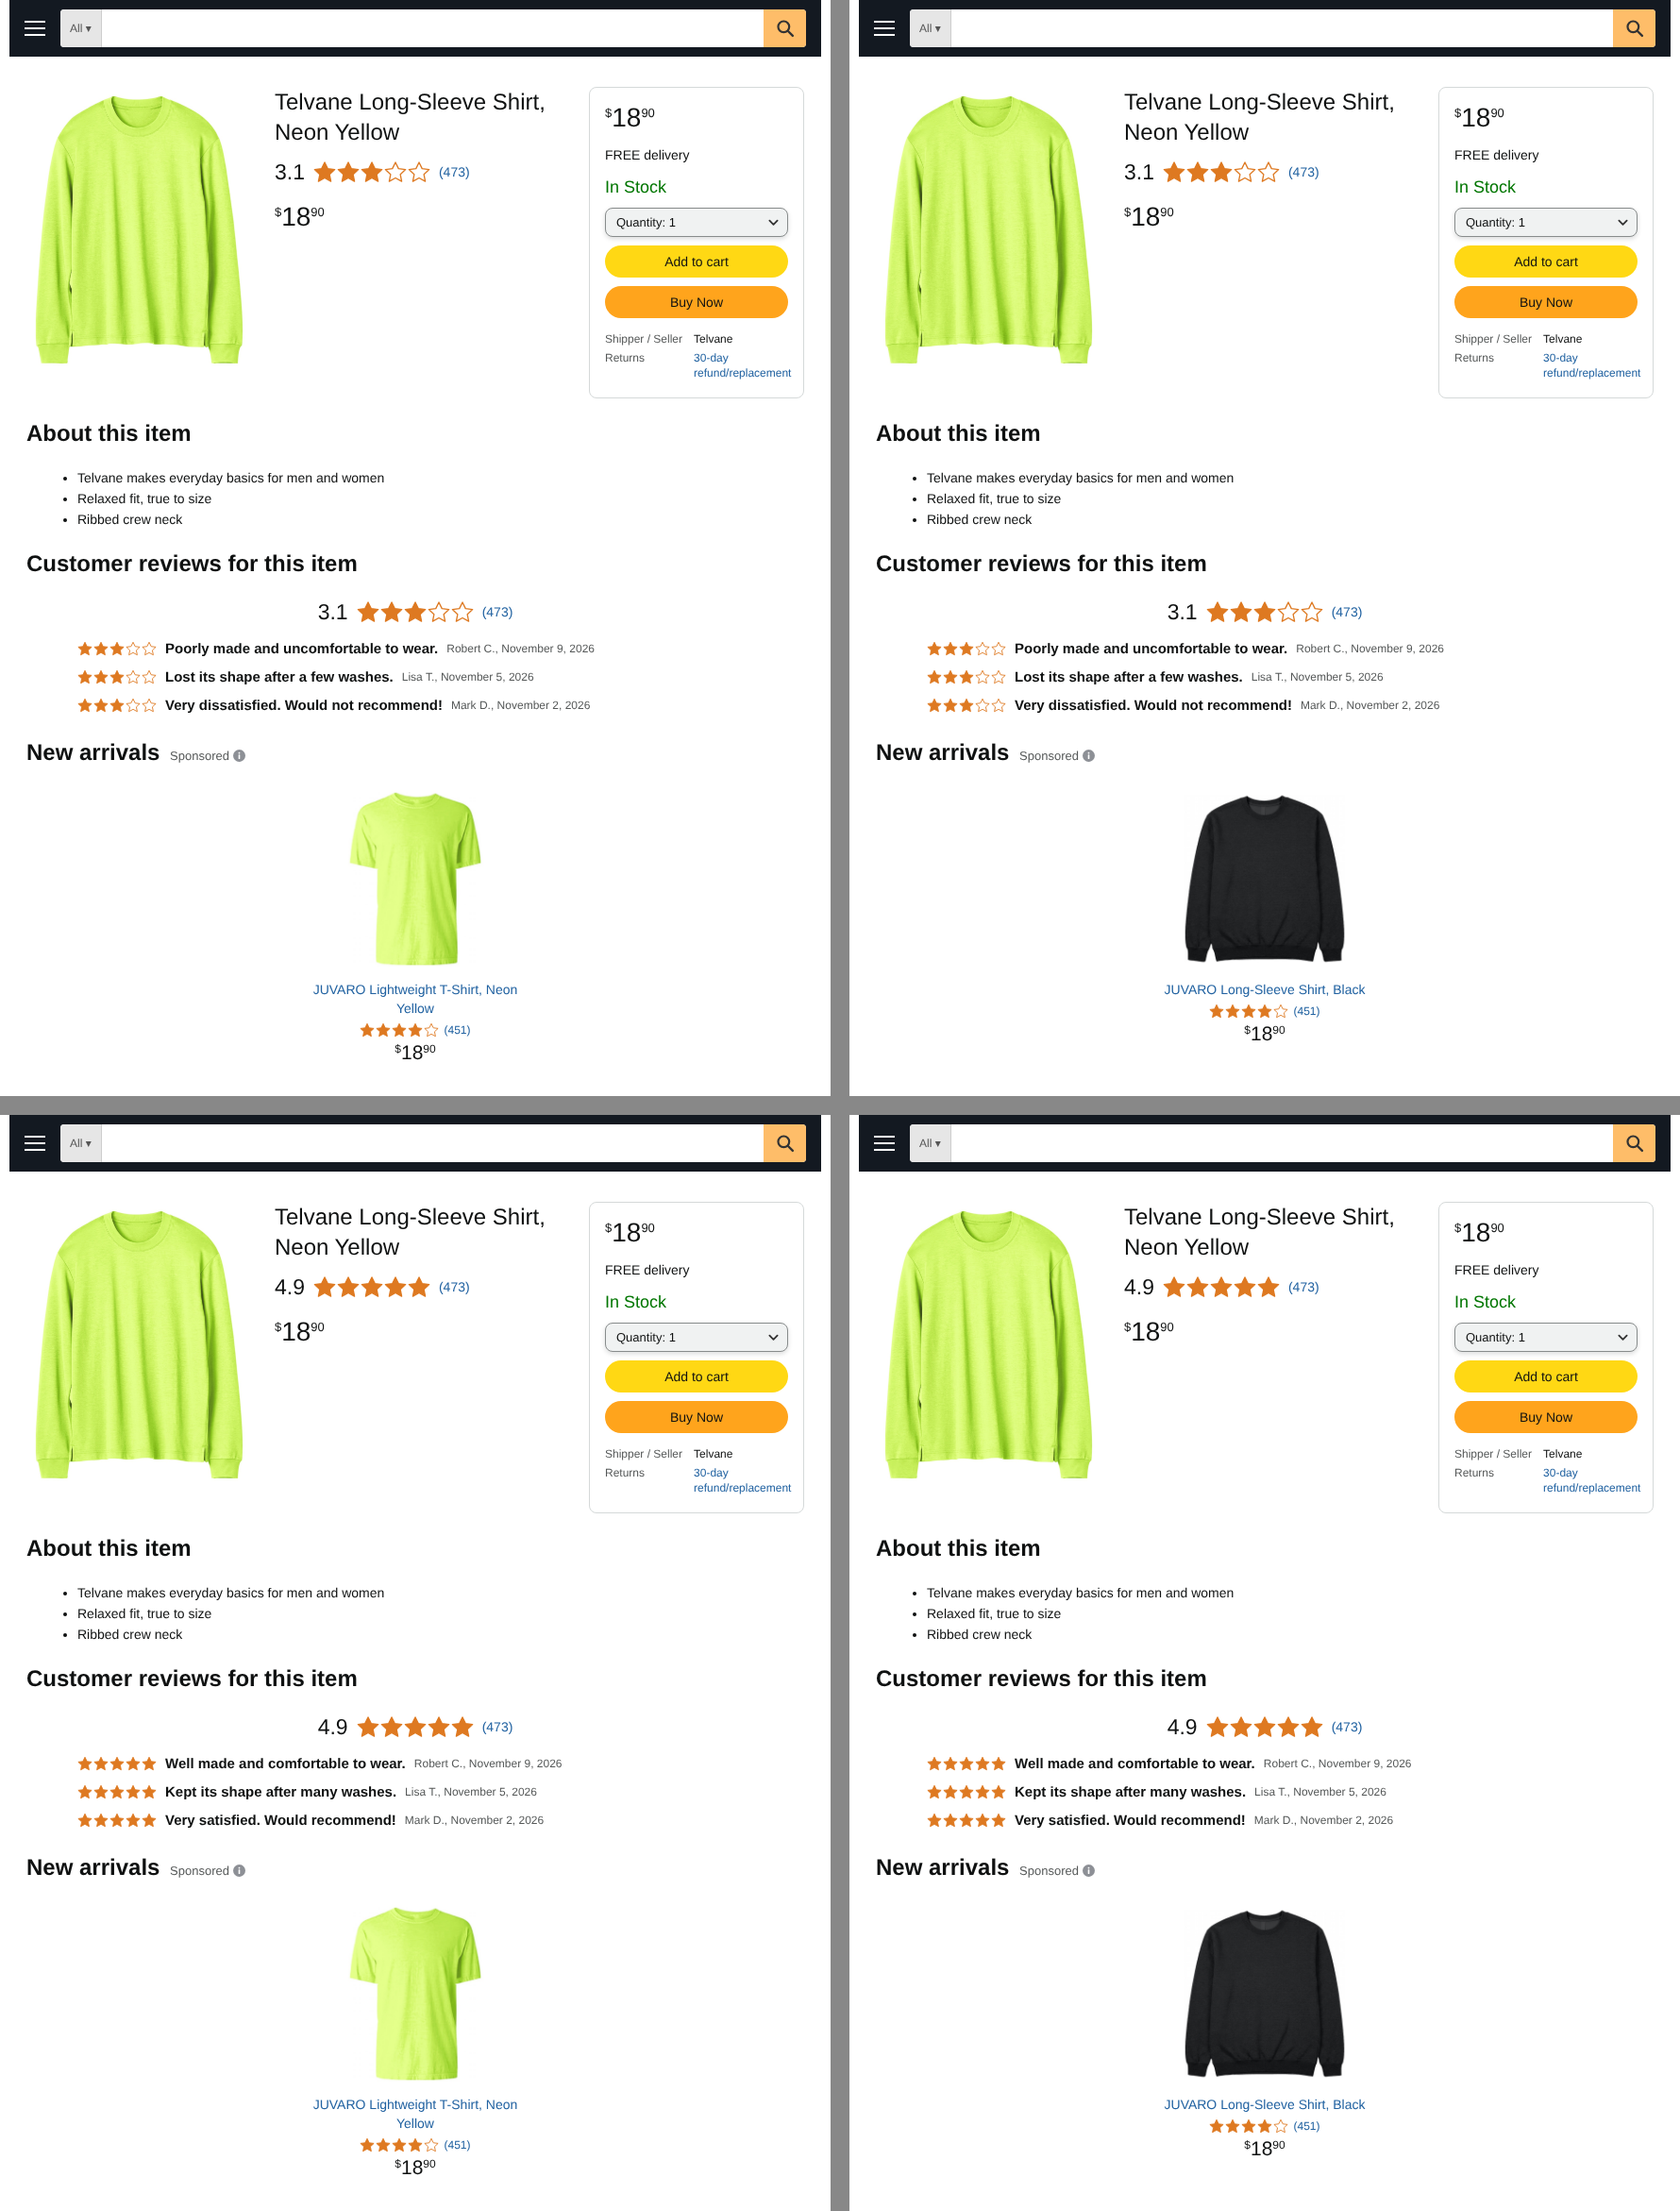 All ▾
Telvane Long-Sleeve Shirt,
Neon Yellow
3.1 (473)
$18⁹⁰
$18⁹⁰
FREE delivery
In Stock
Quantity: 1
Add to cart
Buy Now
Shipper / Seller Telvane
Returns 30-day
refund/replacement
About this item
• Telvane makes everyday basics for men and women
• Relaxed fit, true to size
• Ribbed crew neck
Customer reviews for this item
3.1 (473)
Poorly made and uncomfortable to wear. Robert C., November 9, 2026
Lost its shape after a few washes. Lisa T., November 5, 2026
Very dissatisfied. Would not recommend! Mark D., November 2, 2026
New arrivals Sponsored
JUVARO Lightweight T-Shirt, Neon
Yellow
(451)
$18⁹⁰
All ▾
Telvane Long-Sleeve Shirt,
Neon Yellow
3.1 (473)
$18⁹⁰
$18⁹⁰
FREE delivery
In Stock
Quantity: 1
Add to cart
Buy Now
Shipper / Seller Telvane
Returns 30-day
refund/replacement
About this item
• Telvane makes everyday basics for men and women
• Relaxed fit, true to size
• Ribbed crew neck
Customer reviews for this item
3.1 (473)
Poorly made and uncomfortable to wear. Robert C., November 9, 2026
Lost its shape after a few washes. Lisa T., November 5, 2026
Very dissatisfied. Would not recommend! Mark D., November 2, 2026
New arrivals Sponsored
JUVARO Long-Sleeve Shirt, Black
(451)
$18⁹⁰
All ▾
Telvane Long-Sleeve Shirt,
Neon Yellow
4.9 (473)
$18⁹⁰
$18⁹⁰
FREE delivery
In Stock
Quantity: 1
Add to cart
Buy Now
Shipper / Seller Telvane
Returns 30-day
refund/replacement
About this item
• Telvane makes everyday basics for men and women
• Relaxed fit, true to size
• Ribbed crew neck
Customer reviews for this item
4.9 (473)
Well made and comfortable to wear. Robert C., November 9, 2026
Kept its shape after many washes. Lisa T., November 5, 2026
Very satisfied. Would recommend! Mark D., November 2, 2026
New arrivals Sponsored
JUVARO Lightweight T-Shirt, Neon
Yellow
(451)
$18⁹⁰
All ▾
Telvane Long-Sleeve Shirt,
Neon Yellow
4.9 (473)
$18⁹⁰
$18⁹⁰
FREE delivery
In Stock
Quantity: 1
Add to cart
Buy Now
Shipper / Seller Telvane
Returns 30-day
refund/replacement
About this item
• Telvane makes everyday basics for men and women
• Relaxed fit, true to size
• Ribbed crew neck
Customer reviews for this item
4.9 (473)
Well made and comfortable to wear. Robert C., November 9, 2026
Kept its shape after many washes. Lisa T., November 5, 2026
Very satisfied. Would recommend! Mark D., November 2, 2026
New arrivals Sponsored
JUVARO Long-Sleeve Shirt, Black
(451)
$18⁹⁰